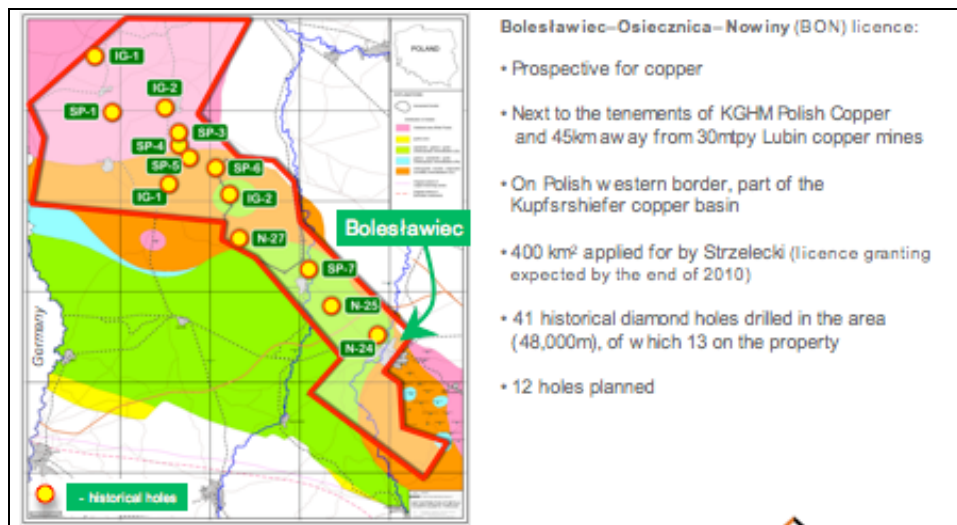 POLAND
IG-1
IG-2
SP-1
SP-3
SP-4
SP-5
SP-6
IG-1
IG-2
Bolesławiec
N-27
SP-7
N-25
N-24
Germany
- historical holes
Bolesławiec–Osiecznica–Nowiny (BON) licence:
• Prospective for copper
• Next to the tenements of KGHM Polish Copper
and 45km away from 30mtpy Lubin copper mines
• On Polish western border, part of the
Kupfsrshiefer copper basin
• 400 km² applied for by Strzelecki (licence granting
expected by the end of 2010)
• 41 historical diamond holes drilled in the area
(48,000m), of which 13 on the property
• 12 holes planned